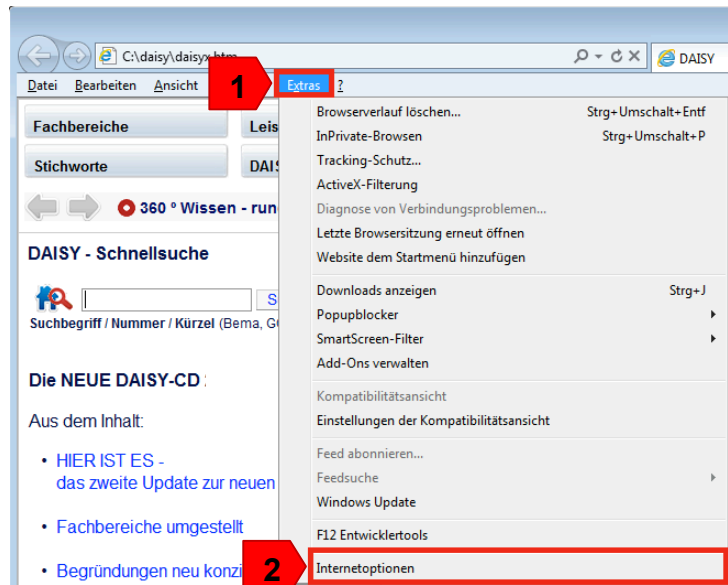 C:\daisy\daisyx.htm
DAISY
Datei Bearbeiten Ansicht Extras ?
1
Fachbereiche
Stichworte
360 ° Wissen
DAISY - Schnellsuche
Suchbegriff / Nummer / Kürzel (Bema,
Die NEUE DAISY-CD
Aus dem Inhalt:
• HIER IST ES -
das zweite Update zur neuen
• Fachbereiche umgestellt
• Begründungen neu
Browserverlauf löschen... Strg+Umschalt+Entf
InPrivate-Browsen Strg+Umschalt+P
Tracking-Schutz...
ActiveX-Filterung
Diagnose von Verbindungsproblemen...
Letzte Browsersitzung erneut öffnen
Website dem Startmenü hinzufügen
Downloads anzeigen Strg+J
Popupblocker
SmartScreen-Filter
Add-Ons verwalten
Kompatibilitätsansicht
Einstellungen der Kompatibilitätsansicht
Feed abonnieren...
Feedsuche
Windows Update
F12 Entwicklertools
2
Internetoptionen